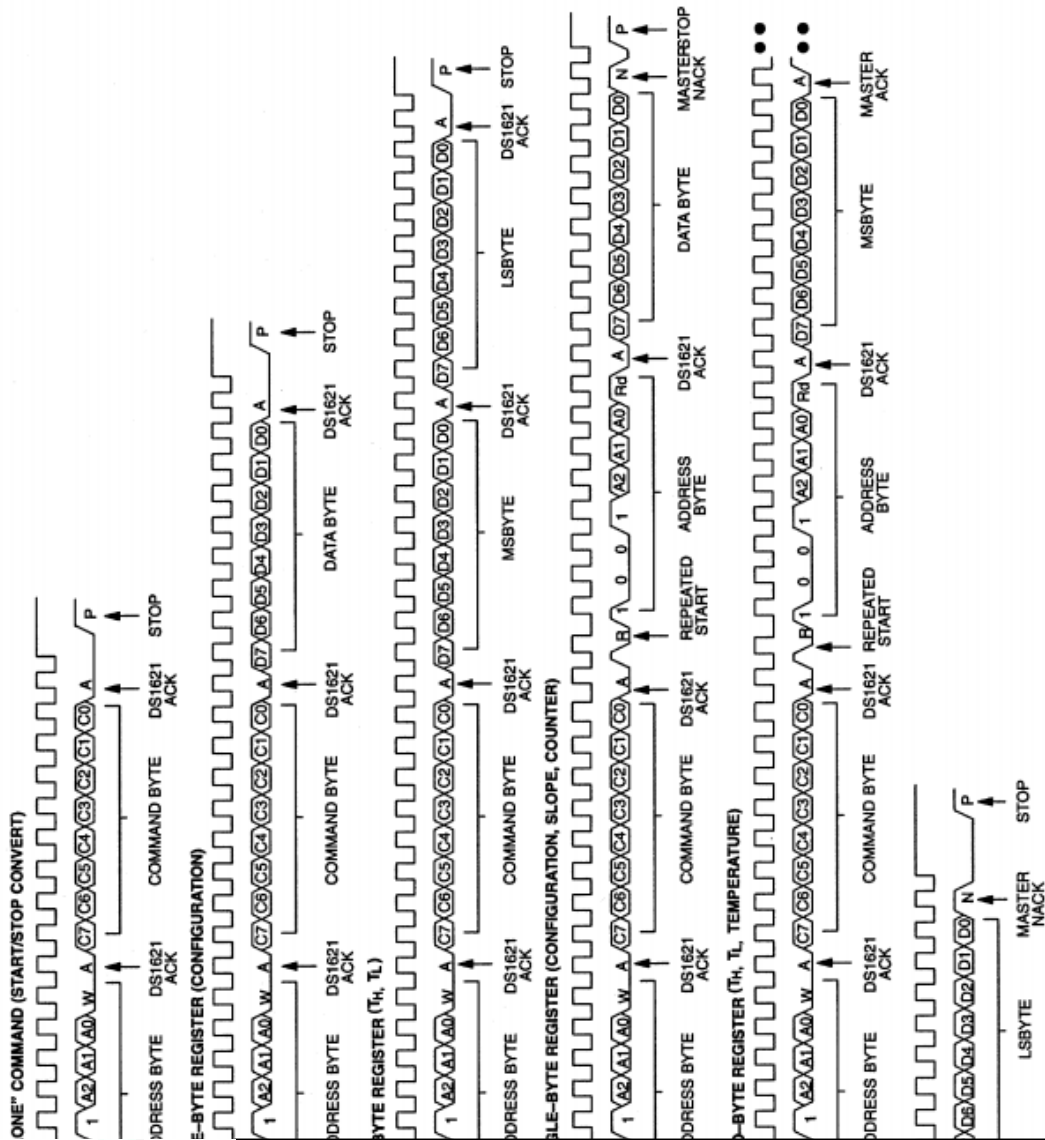 ONE" COMMAND (START/STOP CONVERT)
1 A2 A1 A0 W A C7 C6 C5 C4 C3 C2 C1 C0 A P
DDRESS BYTE DS1621 ACK COMMAND BYTE DS1621 ACK STOP
E-BYTE REGISTER (CONFIGURATION)
1 A2 A1 A0 W A C7 C6 C5 C4 C3 C2 C1 C0 A D7 D6 D5 D4 D3 D2 D1 D0 A P
DRESS BYTE DS1621 ACK COMMAND BYTE DS1621 ACK DATA BYTE DS1621 ACK STOP
BYTE REGISTER (TH, TL)
1 A2 A1 A0 W A C7 C6 C5 C4 C3 C2 C1 C0 A D7 D6 D5 D4 D3 D2 D1 D0 A D7 D6 D5 D4 D3 D2 D1 D0 A P
DDRESS BYTE DS1621 ACK COMMAND BYTE DS1621 ACK MSBYTE DS1621 ACK LSBYTE DS1621 ACK STOP
GLE-BYTE REGISTER (CONFIGURATION, SLOPE, COUNTER)
1 A2 A1 A0 W A C7 C6 C5 C4 C3 C2 C1 C0 A R 1 0 0 1 A2 A1 A0 Rd A D7 D6 D5 D4 D3 D2 D1 D0 N P
DDRESS BYTE DS1621 ACK COMMAND BYTE DS1621 ACK REPEATED START ADDRESS BYTE DS1621 ACK DATA BYTE MASTER NACK STOP
O-BYTE REGISTER (TH, TL, TEMPERATURE)
1 A2 A1 A0 W A C7 C6 C5 C4 C3 C2 C1 C0 A R 1 0 0 1 A2 A1 A0 Rd A D7 D6 D5 D4 D3 D2 D1 D0 A
DDRESS BYTE DS1621 ACK COMMAND BYTE DS1621 ACK REPEATED START ADDRESS BYTE DS1621 ACK MSBYTE MASTER ACK
D6 D5 D4 D3 D2 D1 D0 N P
LSBYTE MASTER NACK STOP